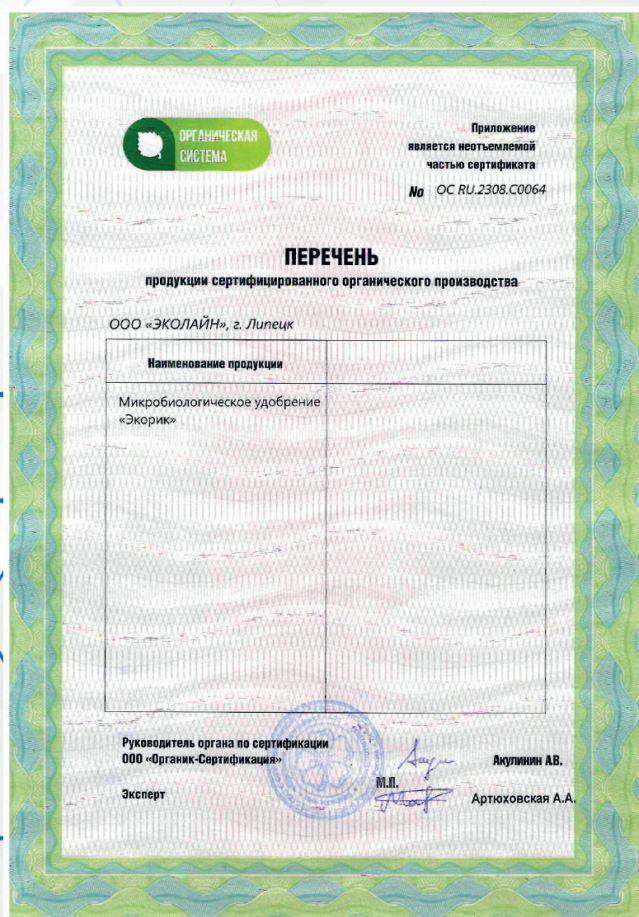 ОРГАНИЧЕСКАЯ
СИСТЕМА
Приложение
является неотъемлемой
частью сертификата
No ОС RU.2308.С0064
ПЕРЕЧЕНЬ
продукции сертифицированного органического производства
ООО «ЭКОЛАЙН», г. Липецк
Наименование продукции
Микробиологическое удобрение
«Экорик»
Руководитель органа по сертификации
ООО «Органик-Сертификация»
Акулинин А.В.
М.П.
Эксперт
Артюховская А.А.